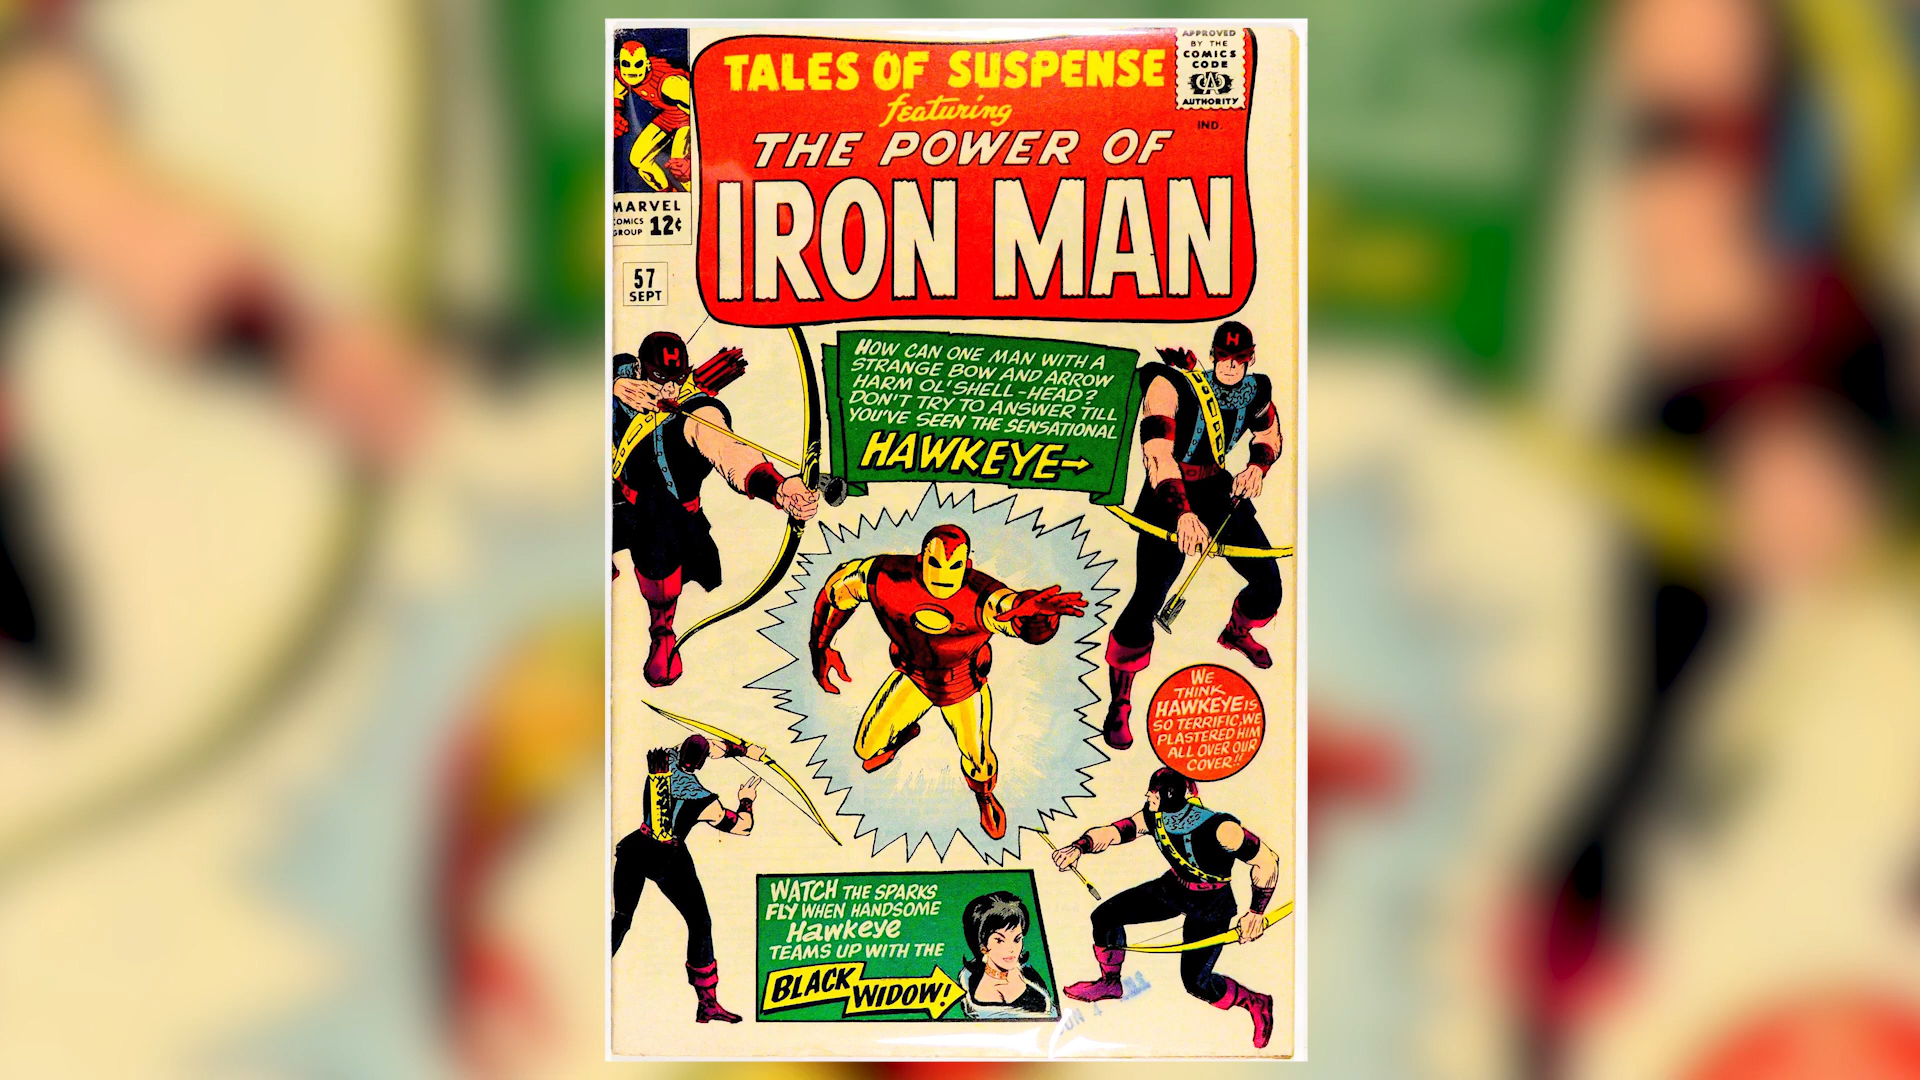 TALES OF SUSPENSE
featuring
THE POWER OF
IRON MAN
APPROVED
BY THE
COMICS
CODE
CA
AUTHORITY
IND.
MARVEL
COMICS
GROUP 12¢
57
SEPT
H
HOW CAN ONE MAN WITH A
STRANGE BOW AND ARROW
HARM OL' SHELL-HEAD?
DON'T TRY TO ANSWER TILL
YOU'VE SEEN THE SENSATIONAL
HAWKEYE→
H
WE
THINK
HAWKEYE IS
SO TERRIFIC, WE
PLASTERED HIM
ALL OVER OUR
COVER!!
WATCH THE SPARKS
FLY WHEN HANDSOME
Hawkeye
TEAMS UP WITH THE
BLACK
WIDOW!